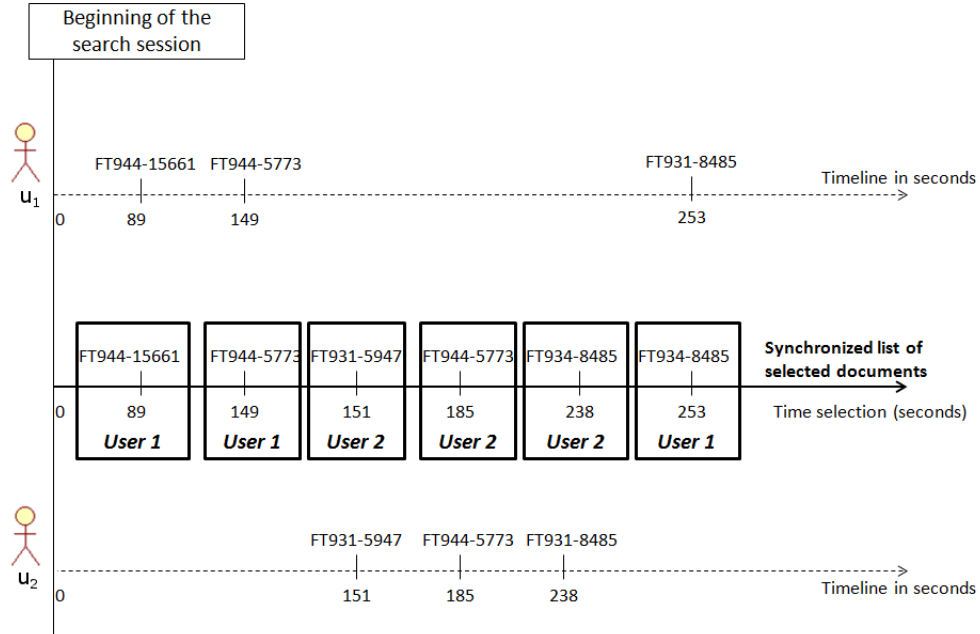 Beginning of the
search session
FT944-15661 FT944-5773 FT931-8485
Timeline in seconds
u1
0 89 149 253
FT944-15661 FT944-5773 FT931-5947 FT944-5773 FT934-8485 FT934-8485
Synchronized list of
selected documents
0 89 149 151 185 238 253 Time selection (seconds)
User 1 User 1 User 2 User 2 User 2 User 1
FT931-5947 FT944-5773 FT931-8485
u2
Timeline in seconds
0 151 185 238